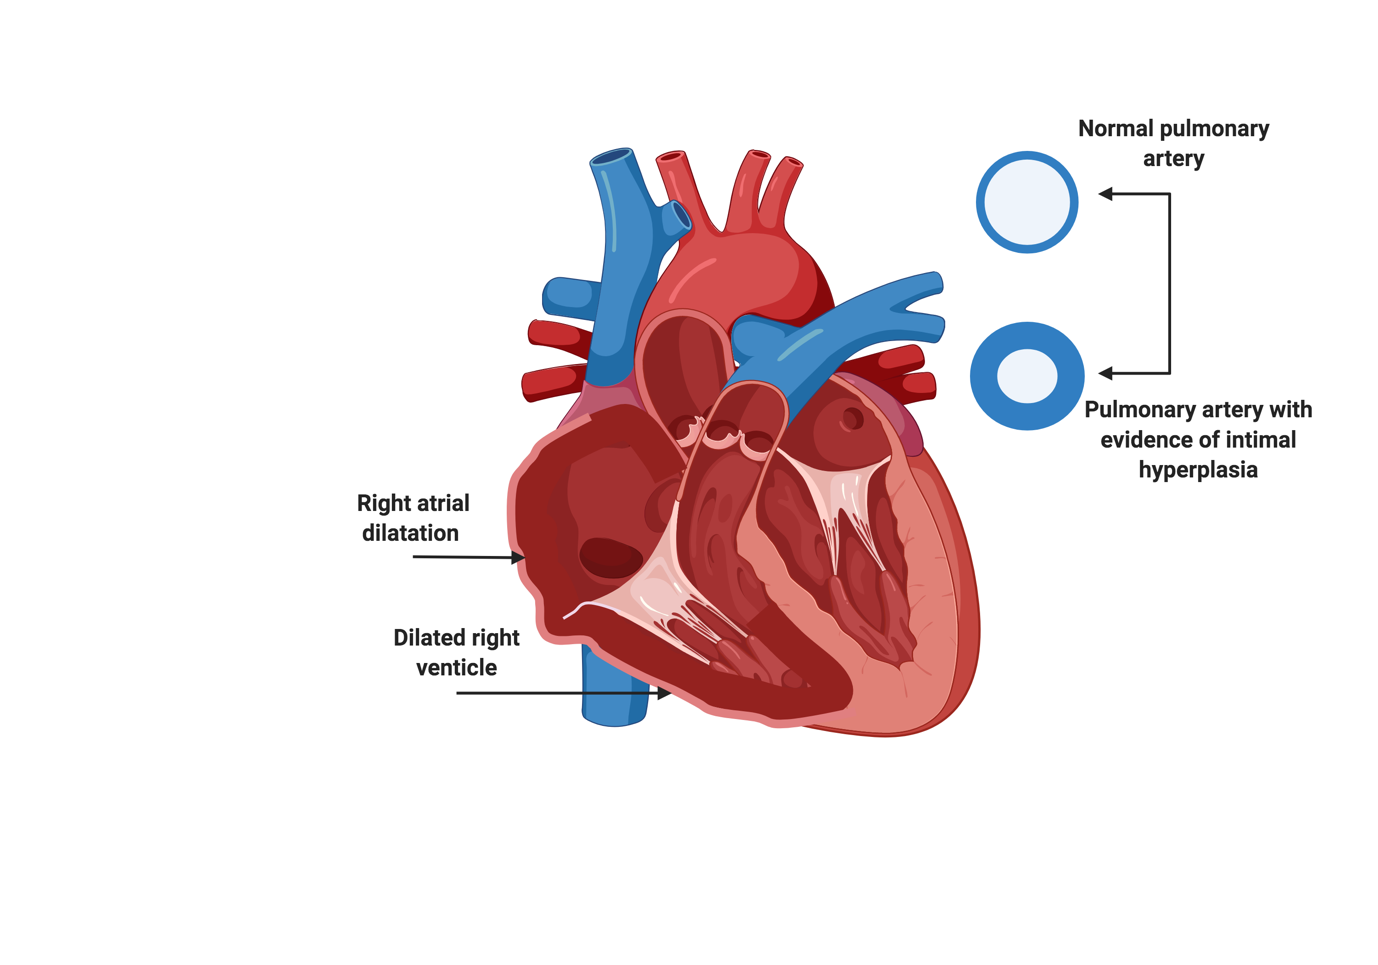 Normal pulmonary
artery
Pulmonary artery with
evidence of intimal
hyperplasia
Right atrial
dilatation
Dilated right
venticle